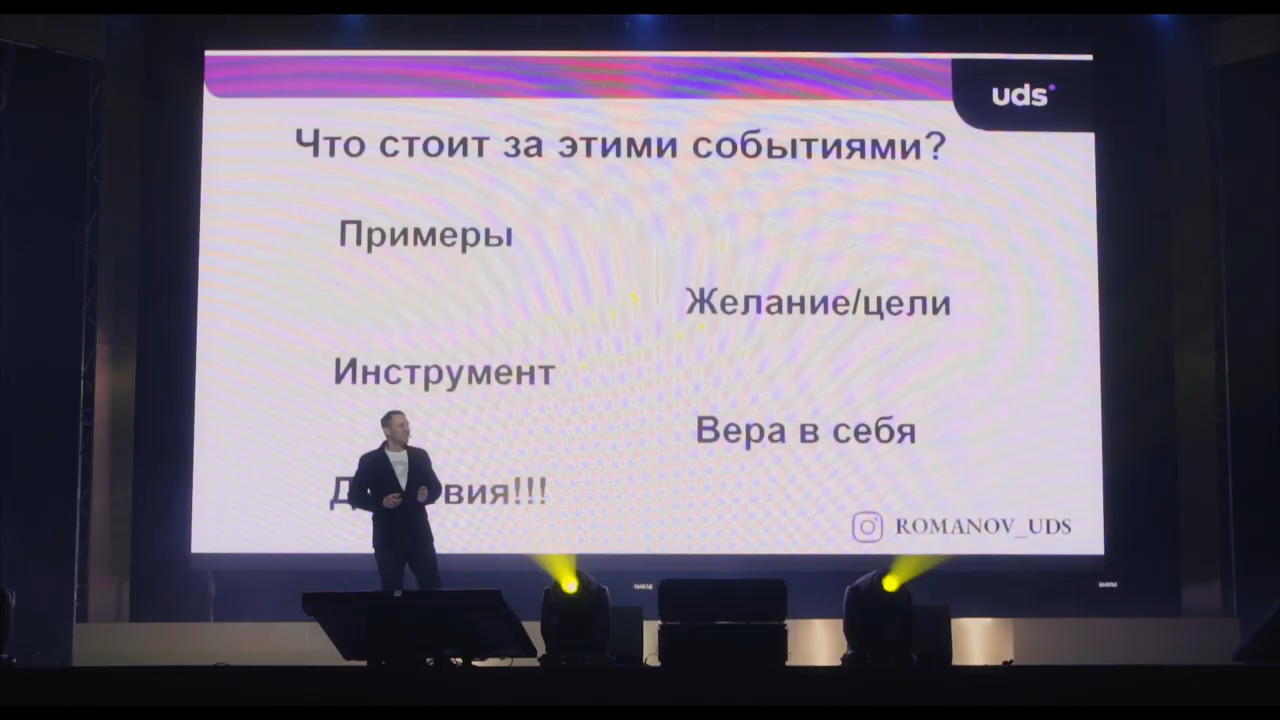 uds
Что стоит за этими событиями?
Примеры
Желание/цели
Инструмент
Вера в себя
ROMANOV_UDS